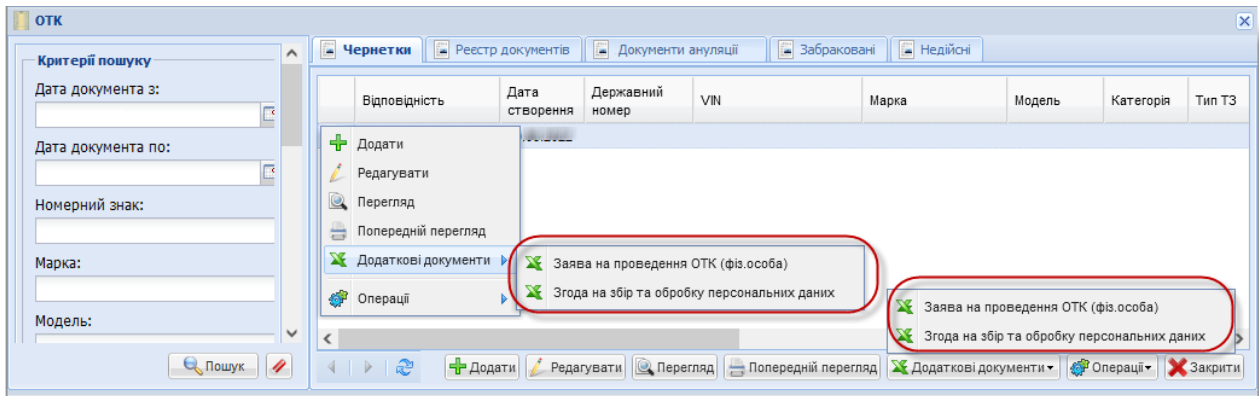 ОТК
Критерії пошуку
Дата документа з:
Дата документа по:
Номерний знак:
Марка:
Модель:
Пошук
Чернетки
Реєстр документів
Документи ануляції
Забраковані
Недійсні
Відповідність
Дата створення
Державний номер
VIN
Марка
Модель
Категорія
Тип ТЗ
Додати
Редагувати
Перегляд
Попередній перегляд
Додаткові документи
Операції
Заява на проведення ОТК (фіз.особа)
Згода на збір та обробку персональних даних
Заява на проведення ОТК (фіз.особа)
Згода на збір та обробку персональних даних
Додати
Редагувати
Перегляд
Попередній перегляд
Додаткові документи
Операції
Закрити